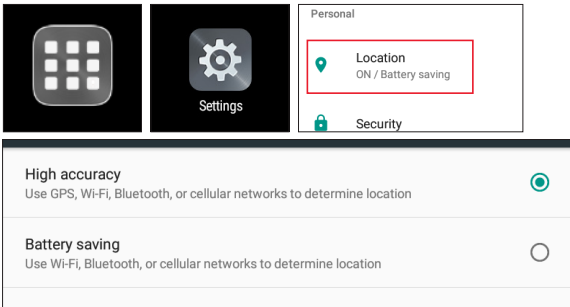 Settings
Personal
Location
ON / Battery saving
Security
High accuracy
Use GPS, Wi-Fi, Bluetooth, or cellular networks to determine location
Battery saving
Use Wi-Fi, Bluetooth, or cellular networks to determine location